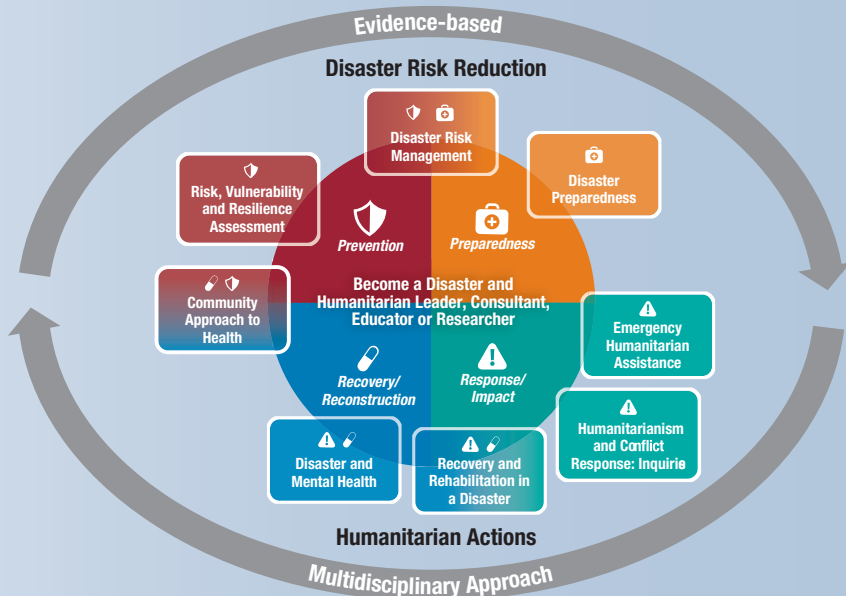 Evidence-based
Disaster Risk Reduction
Disaster Risk
Management
Disaster
Preparedness
Risk, Vulnerability
and Resilience
Assessment
Prevention
Preparedness
Community
Approach to
Health
Become a Disaster and
Humanitarian Leader, Consultant,
Educator or Researcher
Emergency
Humanitarian
Assistance
Recovery/
Reconstruction
Response/
Impact
Humanitarianism
and Conflict
Response: Inquirie
Disaster and
Mental Health
Recovery and
Rehabilitation in
a Disaster
Humanitarian Actions
Multidisciplinary Approach